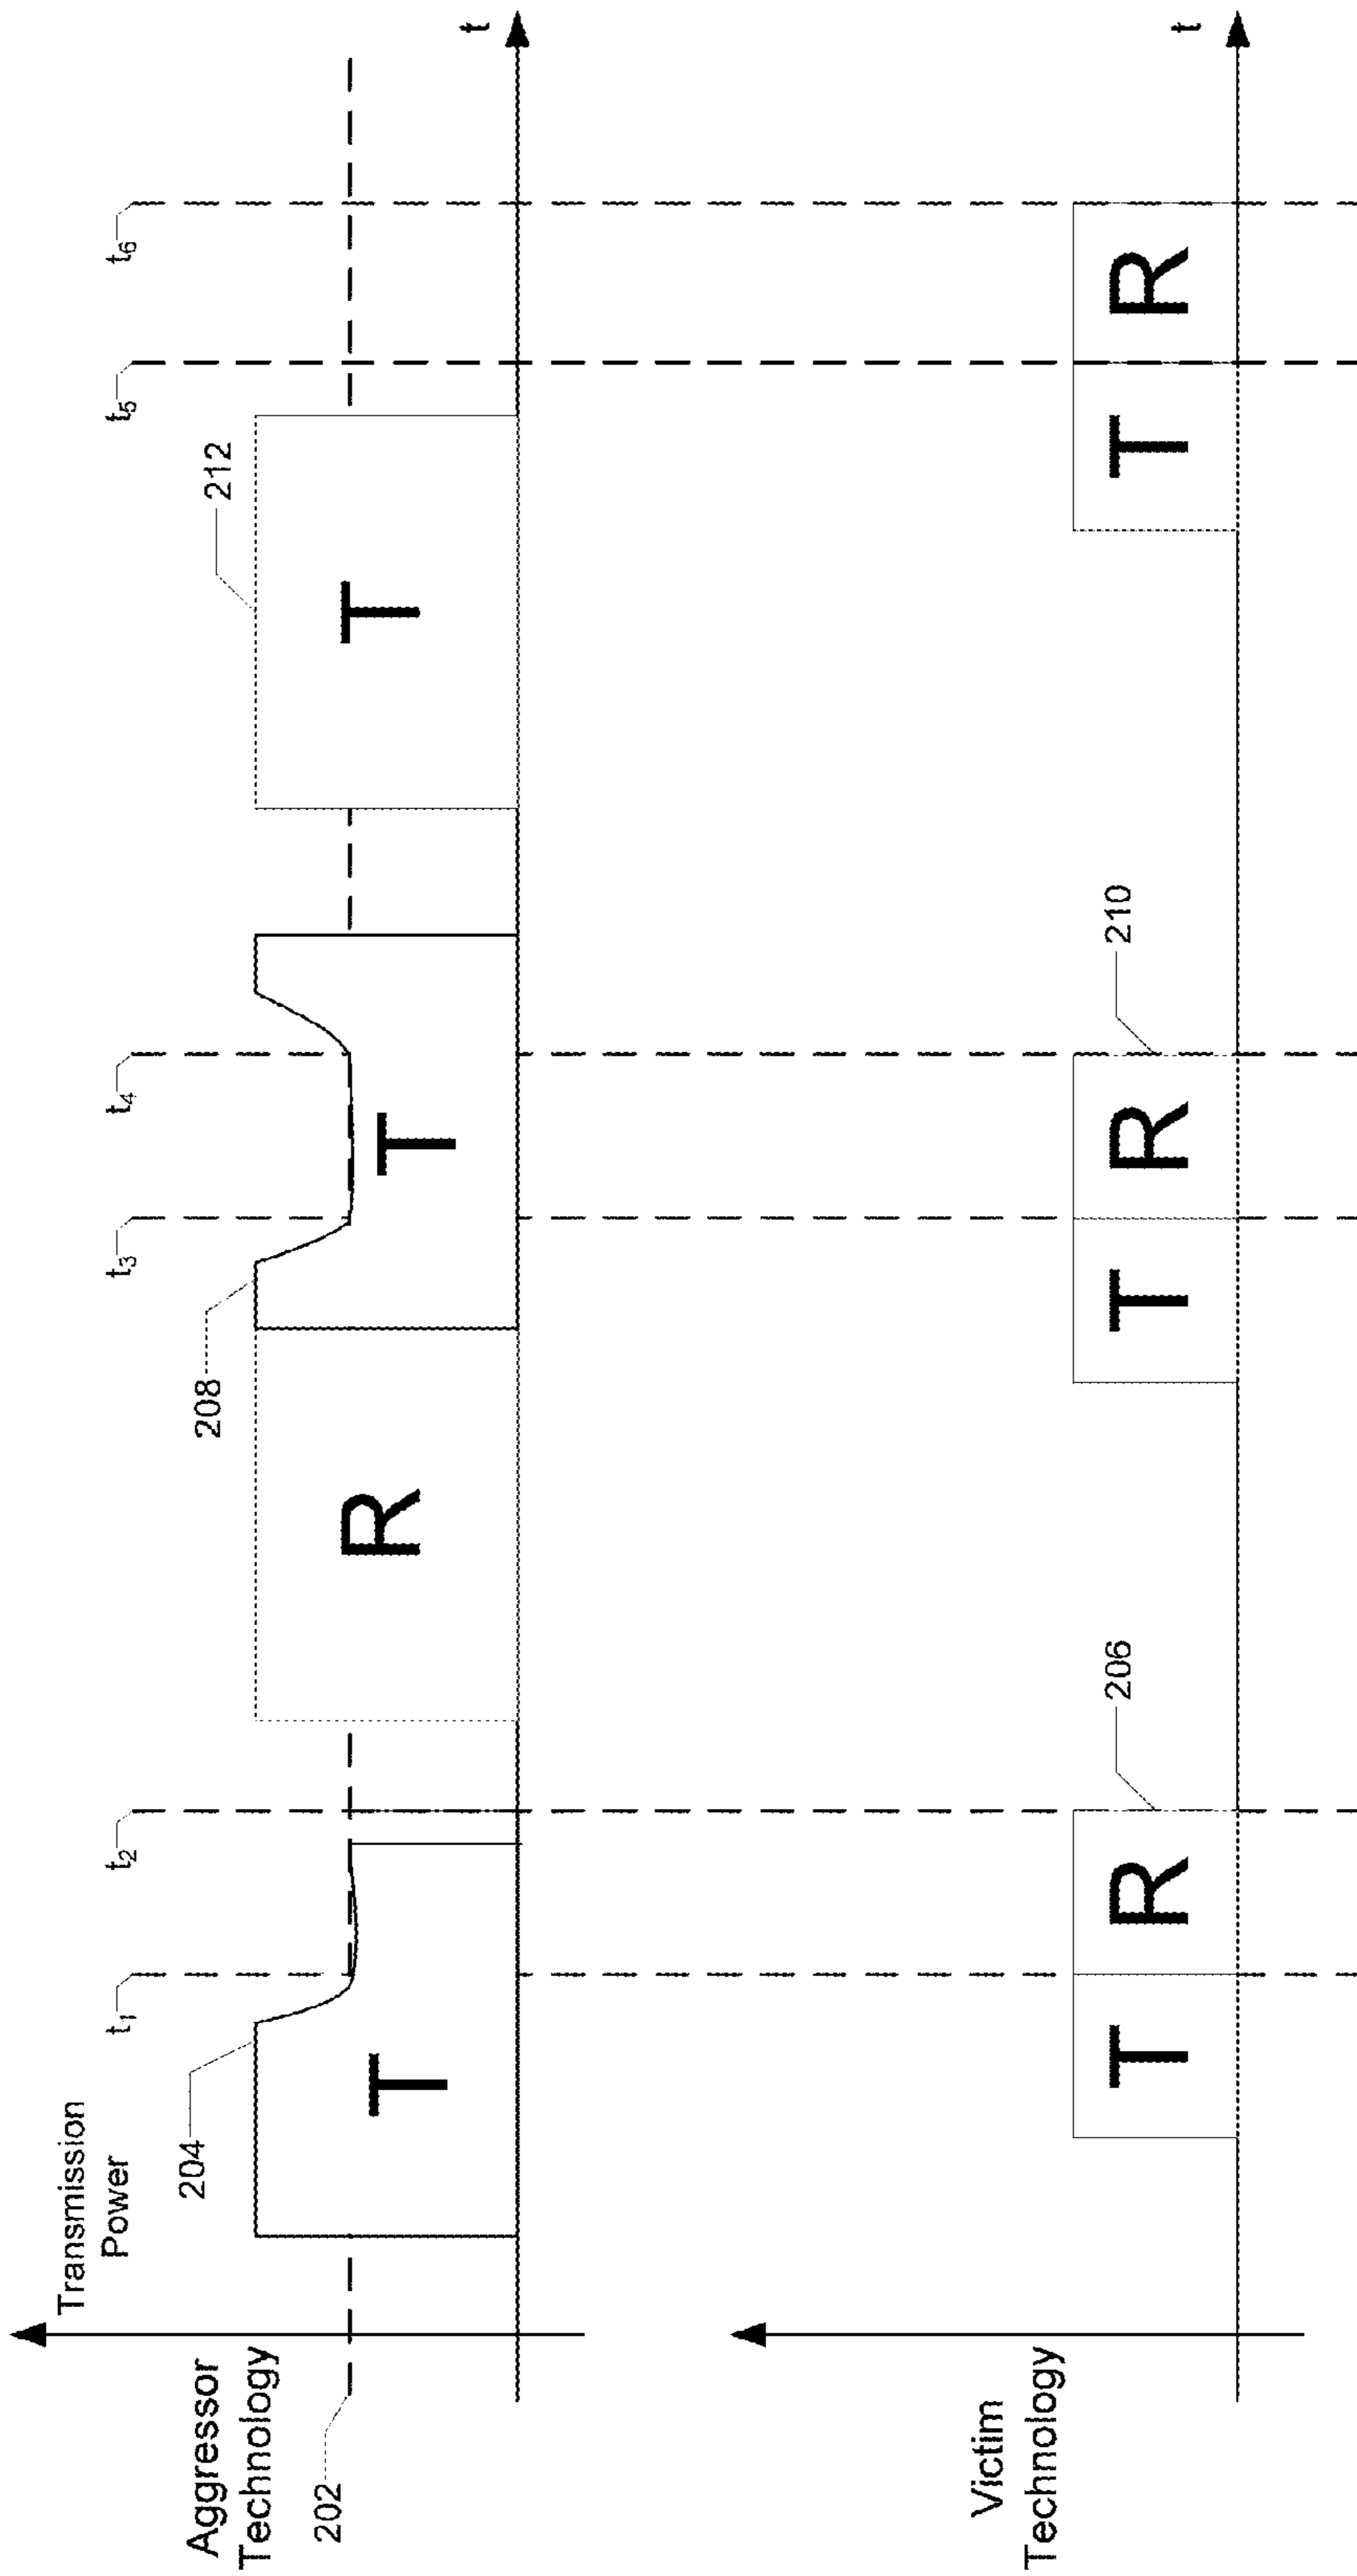 Transmission
Power
Aggressor
Technology
202
204
208
212
t1
t2
t3
t4
t5
t6
T
R
T
T
t
Victim
Technology
206
210
T R
T R
T R
t